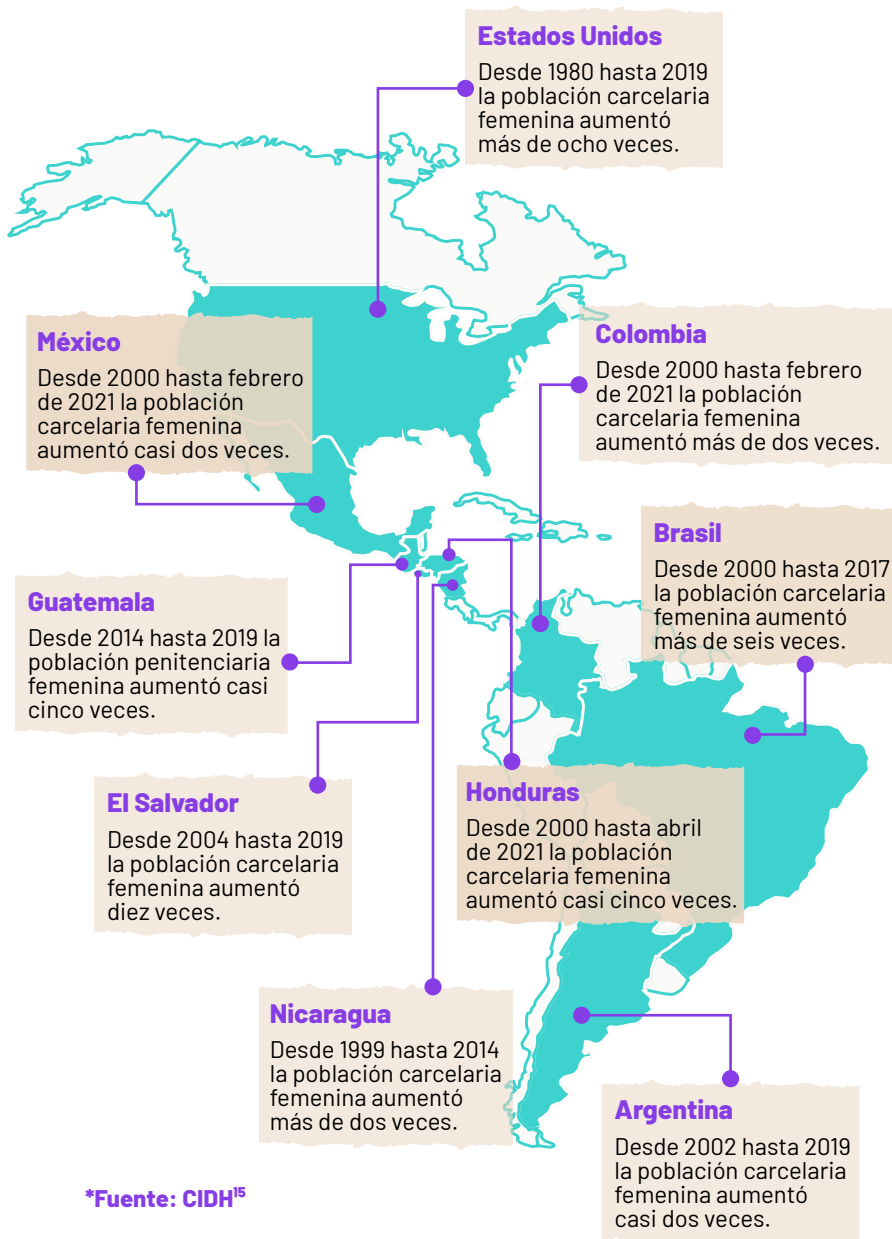 Estados Unidos
Desde 1980 hasta 2019
la población carcelaria
femenina aumentó
más de ocho veces.
México
Desde 2000 hasta febrero
de 2021 la población
carcelaria femenina
aumentó casi dos veces.
Colombia
Desde 2000 hasta febrero
de 2021 la población
carcelaria femenina
aumentó más de dos veces.
Brasil
Desde 2000 hasta 2017
la población carcelaria
femenina aumentó
más de seis veces.
Guatemala
Desde 2014 hasta 2019 la
población penitenciaria
femenina aumentó casi
cinco veces.
El Salvador
Desde 2004 hasta 2019
la población carcelaria
femenina aumentó
diez veces.
Honduras
Desde 2000 hasta abril
de 2021 la población
carcelaria femenina
aumentó casi cinco veces.
Nicaragua
Desde 1999 hasta 2014
la población carcelaria
femenina aumentó
más de dos veces.
Argentina
Desde 2002 hasta 2019
la población carcelaria
femenina aumentó
casi dos veces.
*Fuente: CIDH¹⁵